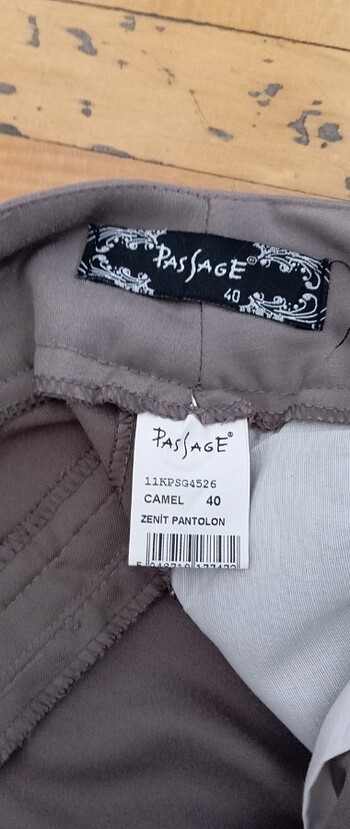 PASSAGE®
40
PASSAGE®
11KPSG4526
CAMEL 40
ZENİT PANTOLON